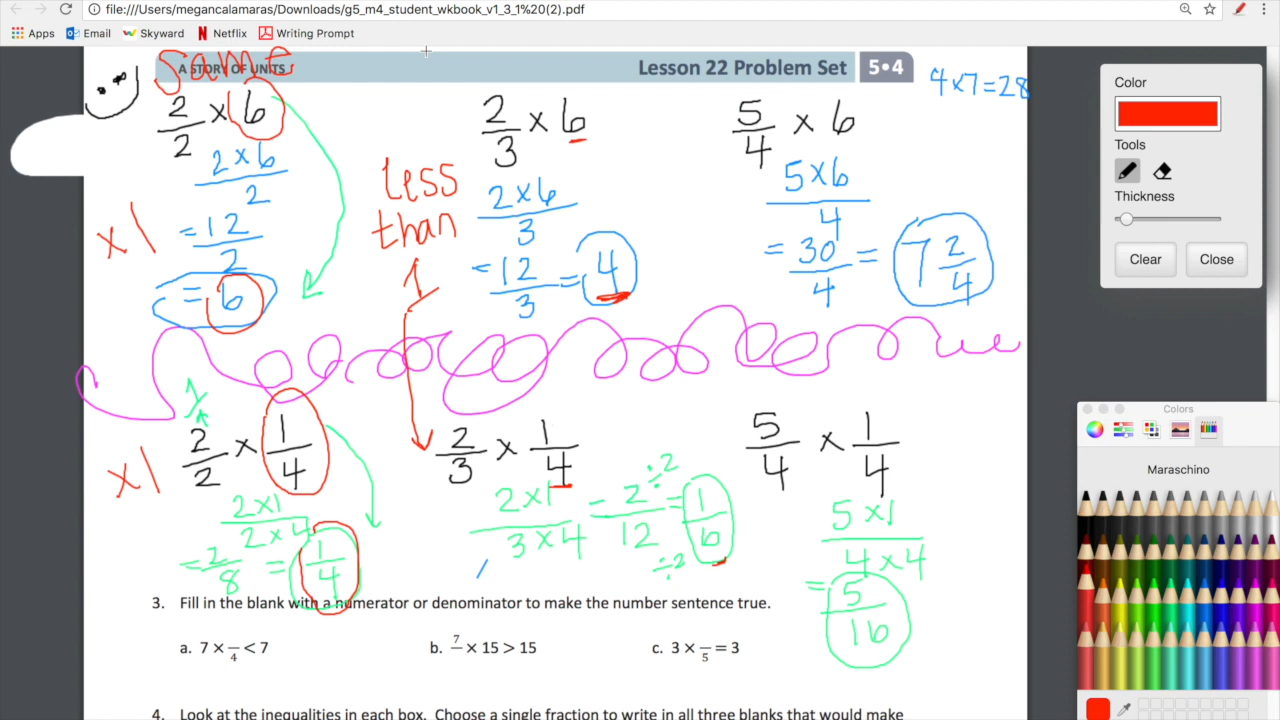 file:///Users/megancalamaras/Downloads/g5_m4_student_wkbook_v1_3_1%20(2).pdf
Apps Email Skyward Netflix Writing Prompt
A STORY OF UNITS
Lesson 22 Problem Set 5•4
same
4x7=28
2/2 x 6
2x6/2
= 12/2
= 6
x1
less
than
1
2/3 x 6
2x6/3
= 12/3 = 4
5/4 x 6
5x6/4
= 30/4 = 7 2/4
1
x1
2/2 x 1/4
2x1/2x4
= 2/8 = 1/4
2/3 x 1/4
2x1/3x4 = 2/12 = 1/6
÷2
÷2
5/4 x 1/4
5x1/4x4
= 5/16
3. Fill in the blank with a numerator or denominator to make the number sentence true.
a. 7 × _/4 < 7
b. 7/_ × 15 > 15
c. 3 × _/5 = 3
4. Look at the inequalities in each box. Choose a single fraction to write in all three blanks that would make
Color
Tools
Thickness
Clear Close
Colors
Maraschino